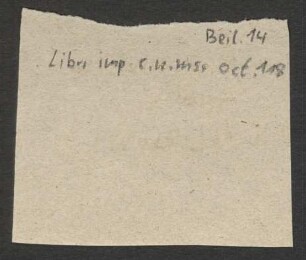 Beil. 14
Libri imp. c. n. mss. Oct. 118